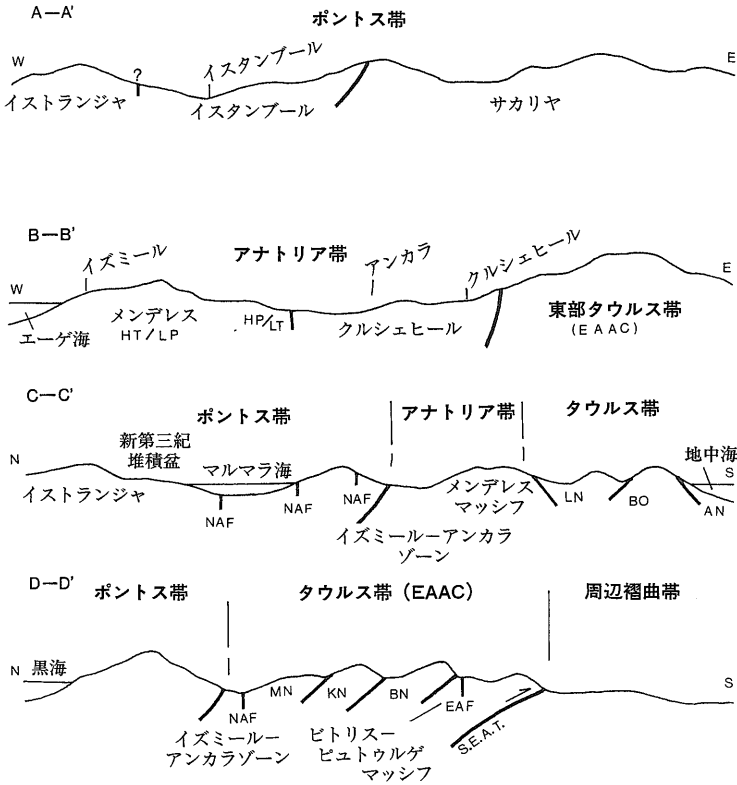 A－A'
ポントス帯
W
?
イスタンブール
E
イストランジャ
イスタンブール
サカリヤ
B－B'
イズミール
アナトリア帯
アンカラ
クルシェヒール
W
E
エーゲ海
メンデレス
HT/LP
HP/LT
クルシェヒール
東部タウルス帯
(EAAC)
C－C'
ポントス帯
アナトリア帯
タウルス帯
新第三紀
堆積盆
N
マルマラ海
地中海
S
イストランジャ
NAF
NAF
NAF
メンデレス
マッシフ
LN
BO
AN
イズミールーアンカラ
ゾーン
D－D'
ポントス帯
タウルス帯 (EAAC)
周辺褶曲帯
N
黒海
S
NAF
MN
KN
BN
EAF
S.E.A.T.
イズミールー
アンカラゾーン
ビトリスー
ピュトゥルゲ
マッシフ